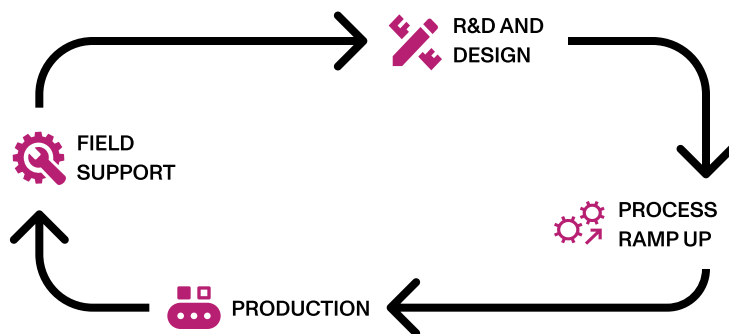 R&D AND
DESIGN
FIELD
SUPPORT
PROCESS
RAMP UP
PRODUCTION